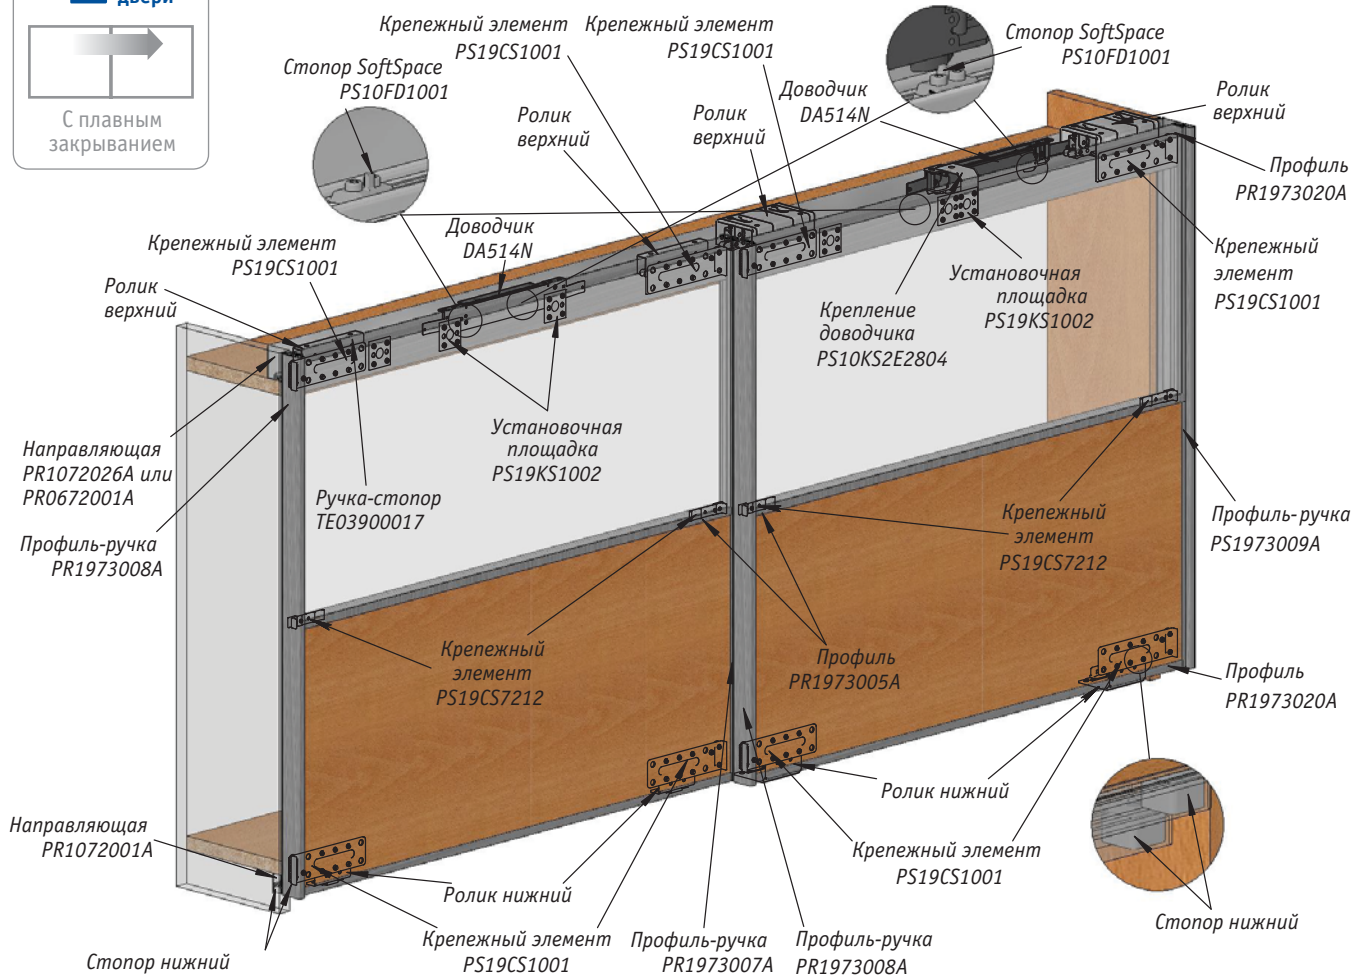 двери
С плавным
закрыванием
Стопор SoftSpace
PS10FD1001
Крепежный элемент
PS19CS1001
Крепежный элемент
PS19CS1001
Стопор SoftSpace
PS10FD1001
Ролик
верхний
Ролик
верхний
Доводчик
DA514N
Ролик
верхний
Профиль
PR1973020A
Крепежный элемент
PS19CS1001
Доводчик
DA514N
Ролик
верхний
Установочная
площадка
PS19KS1002
Крепежный
элемент
PS19CS1001
Крепление
доводчика
PS10KS2E2804
Направляющая
PR1072026A или
PR0672001A
Ручка-стопор
TE03900017
Установочная
площадка
PS19KS1002
Профиль-ручка
PR1973008A
Крепежный
элемент
PS19CS7212
Профиль-ручка
PS1973009A
Крепежный
элемент
PS19CS7212
Профиль
PR1973005A
Профиль
PR1973020A
Ролик нижний
Направляющая
PR1072001A
Крепежный элемент
PS19CS1001
Ролик нижний
Стопор нижний
Стопор нижний
Крепежный элемент
PS19CS1001
Профиль-ручка
PR1973007A
Профиль-ручка
PR1973008A